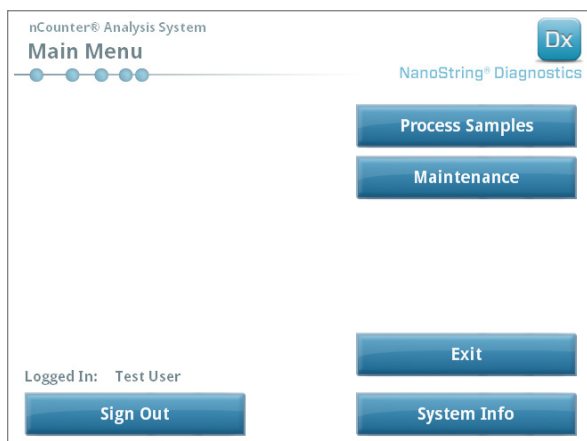 nCounter® Analysis System
Main Menu
Dx
NanoString® Diagnostics
Process Samples
Maintenance
Exit
Logged In: Test User
Sign Out
System Info